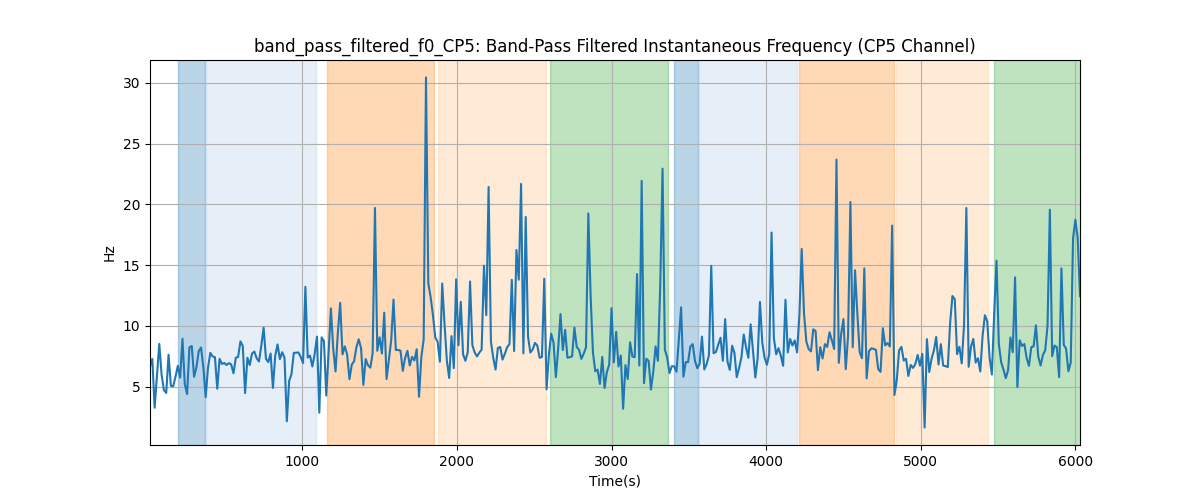 band_pass_filtered_f0_CP5: Band-Pass Filtered Instantaneous Frequency (CP5 Channel)
30
25
20
15
10
5
Hz
1000 2000 3000 4000 5000 6000
Time(s)